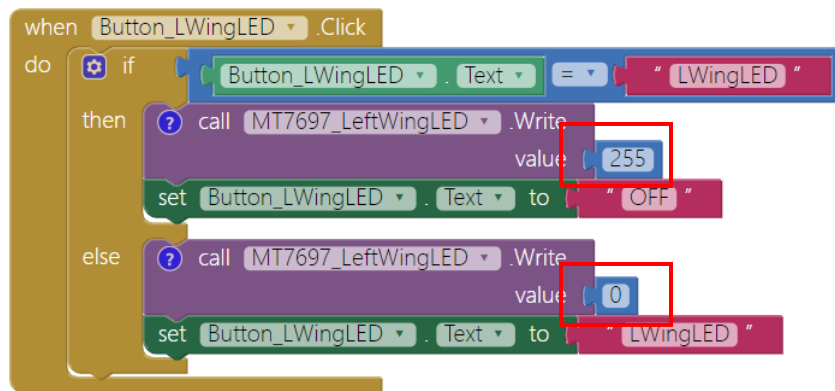 when Button_LWingLED .Click
do if Button_LWingLED . Text = " LWingLED "
then ? call MT7697_LeftWingLED .Write
value 255
set Button_LWingLED . Text to " OFF "
else ? call MT7697_LeftWingLED .Write
value 0
set Button_LWingLED . Text to " LWingLED "